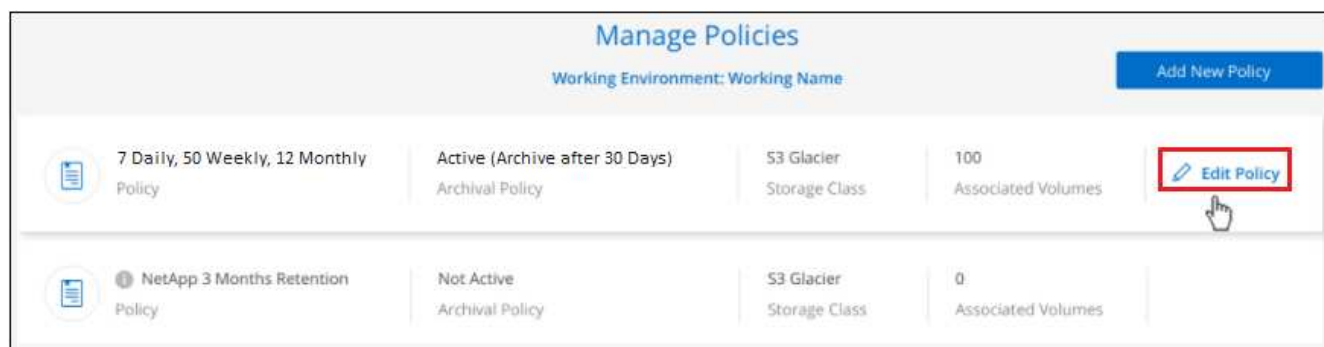 Manage Policies
Working Environment: Working Name
Add New Policy
7 Daily, 50 Weekly, 12 Monthly
Policy
Active (Archive after 30 Days)
Archival Policy
S3 Glacier
Storage Class
100
Associated Volumes
Edit Policy
NetApp 3 Months Retention
Policy
Not Active
Archival Policy
S3 Glacier
Storage Class
0
Associated Volumes